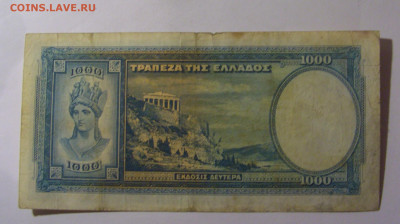 COINS.LAVE.RU
1000 ΤΡΑΠΕΖΑ ΤΗΣ ΕΛΛΑΔΟΣ 1000
1000 ΕΚΔΟΣΙΣ ΔΕΥΤΕΡΑ 1000